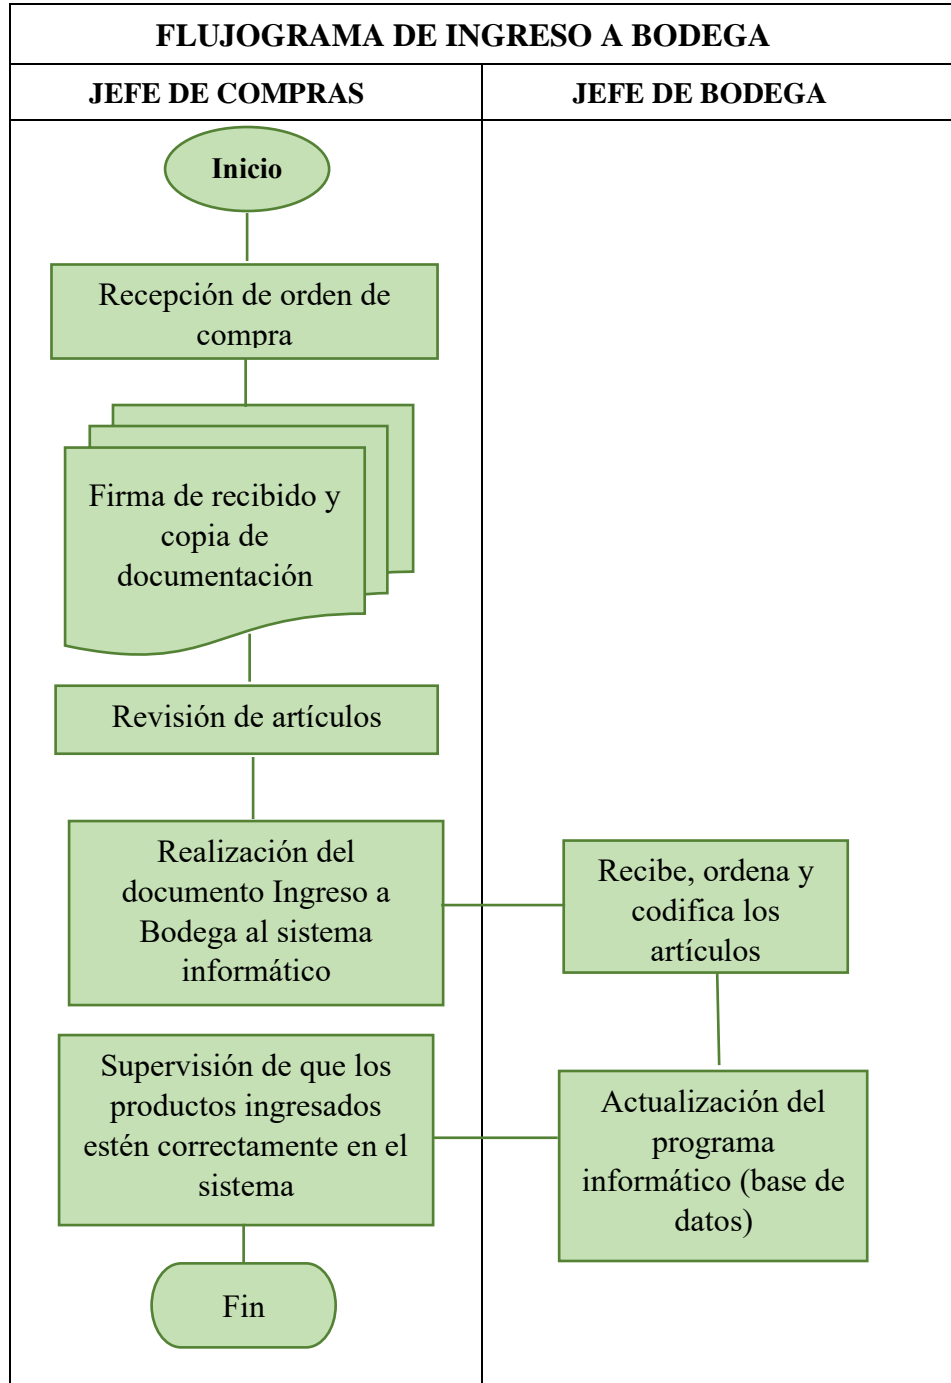 FLUJOGRAMA DE INGRESO A BODEGA
JEFE DE COMPRAS
JEFE DE BODEGA
Inicio
Recepción de orden de
compra
Firma de recibido y
copia de
documentación
Revisión de artículos
Realización del
documento Ingreso a
Bodega al sistema
informático
Recibe, ordena y
codifica los
artículos
Actualización del
programa
informático (base de
datos)
Supervisión de que los
productos ingresados
estén correctamente en el
sistema
Fin